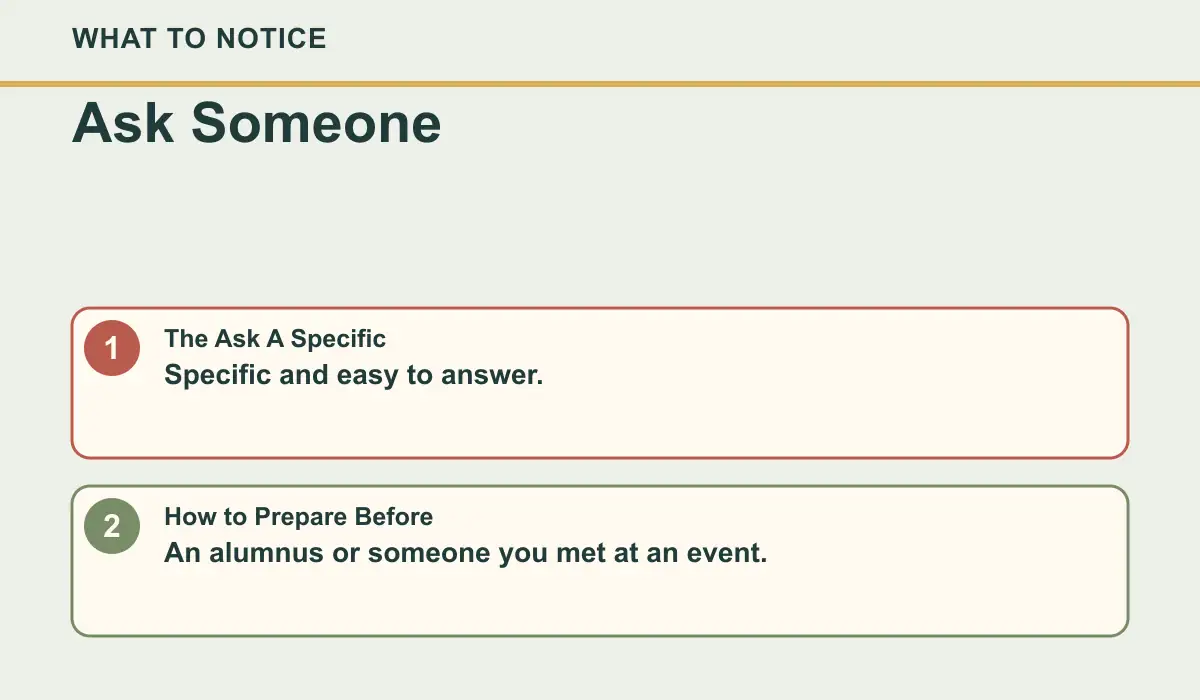 WHAT TO NOTICE
Ask Someone
1
The Ask A Specific
Specific and easy to answer.
2
How to Prepare Before
An alumnus or someone you met at an event.